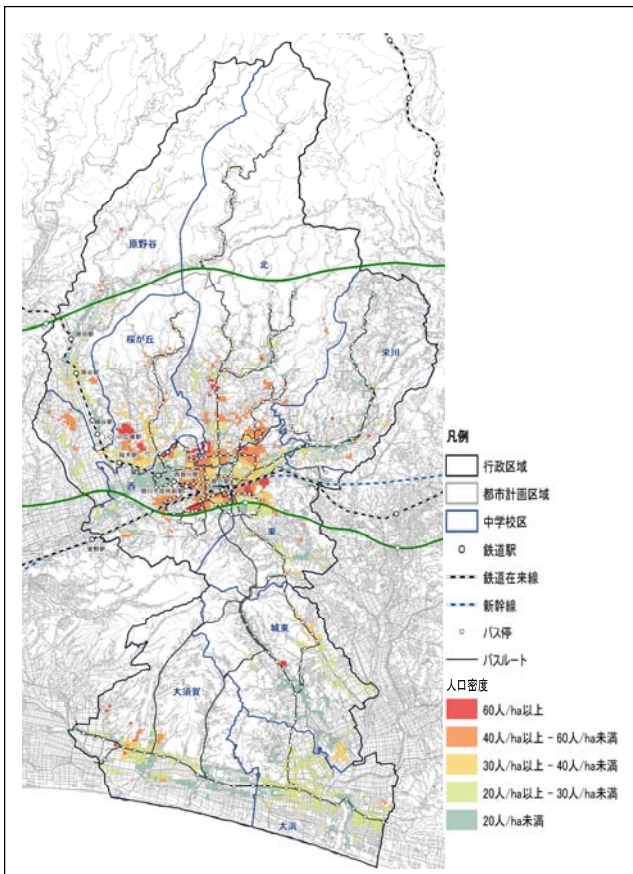 原野谷
北
桜が丘
栄川
西
東
城東
大須賀
大浜
凡例
行政区域
都市計画区域
中学校区
鉄道駅
鉄道在来線
新幹線
バス停
バスルート
人口密度
60人/ha以上
40人/ha以上 - 60人/ha未満
30人/ha以上 - 40人/ha未満
20人/ha以上 - 30人/ha未満
20人/ha未満